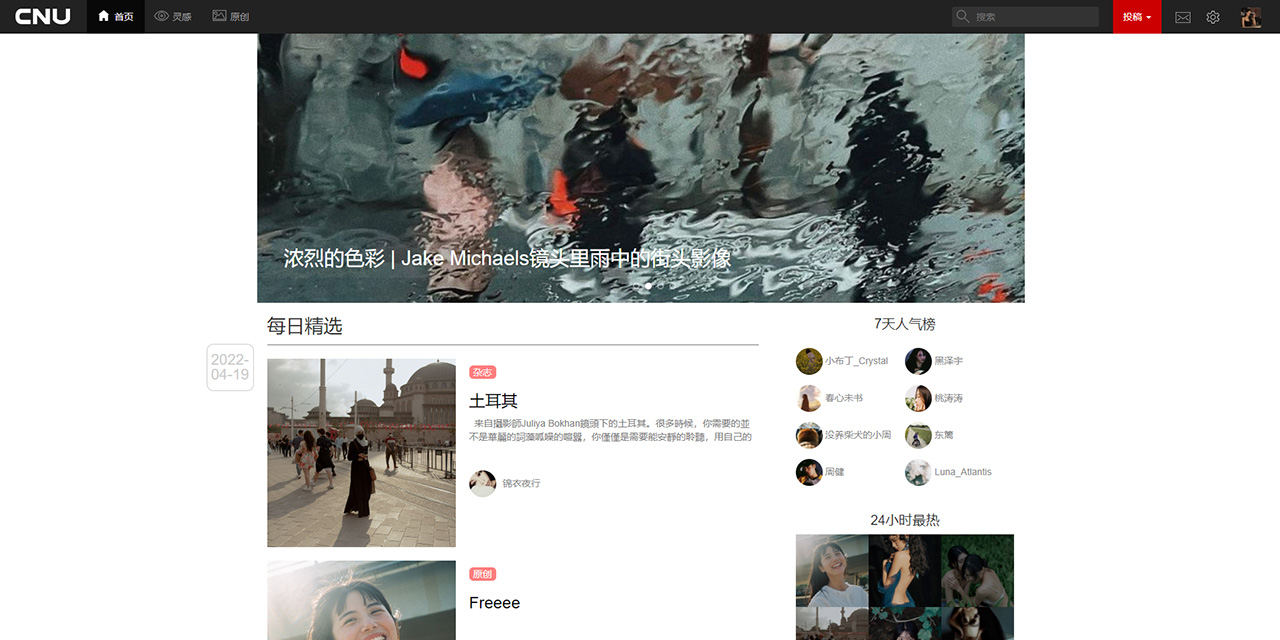 CNU
首页
灵感
原创
搜索
投稿
浓烈的色彩 | Jake Michaels镜头里雨中的街头影像
每日精选
2022-
04-19
杂志
土耳其
来自攝影師Juliya Bokhan鏡頭下的土耳其。很多時候，你需要的並
不是華麗的詞藻呱噪的喧囂，你僅僅是需要能安靜的聆聽，用自己的
锦衣夜行
原创
Freeee
7天人气榜
小布丁_Crystal
黑泽宇
春心未书
桃涛涛
没养柴犬的小周
东篱
周健
Luna_Atlantis
24小时最热